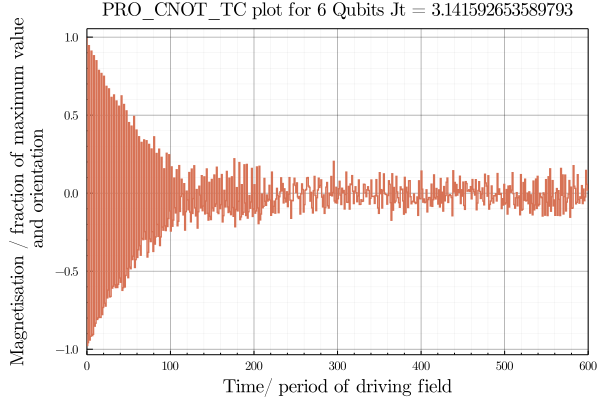 PRO_CNOT_TC plot for 6 Qubits Jt = 3.141592653589793
Magnetisation / fraction of maximum value
and orientation
1.0
0.5
0.0
−0.5
−1.0
0 100 200 300 400 500 600
Time/ period of driving field